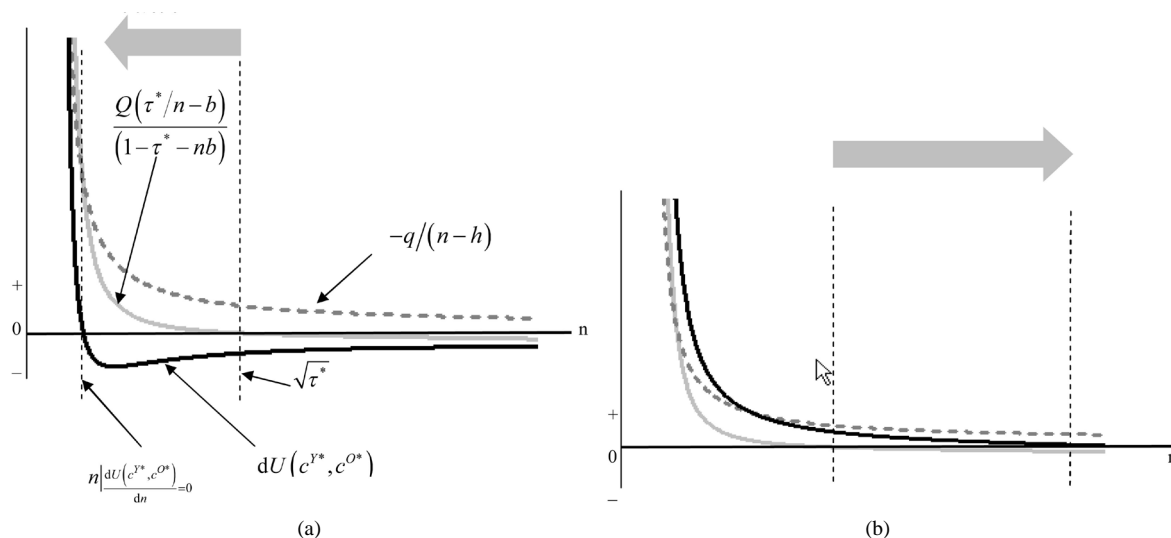 Q(τ*/n−b)
(1−τ*−nb)
−q/(n−h)
+
0
−
n
√τ*
dU(c^{Y*},c^{O*})
n|dU(c^{Y*},c^{O*})/dn=0
(a)
+
0
−
(b)